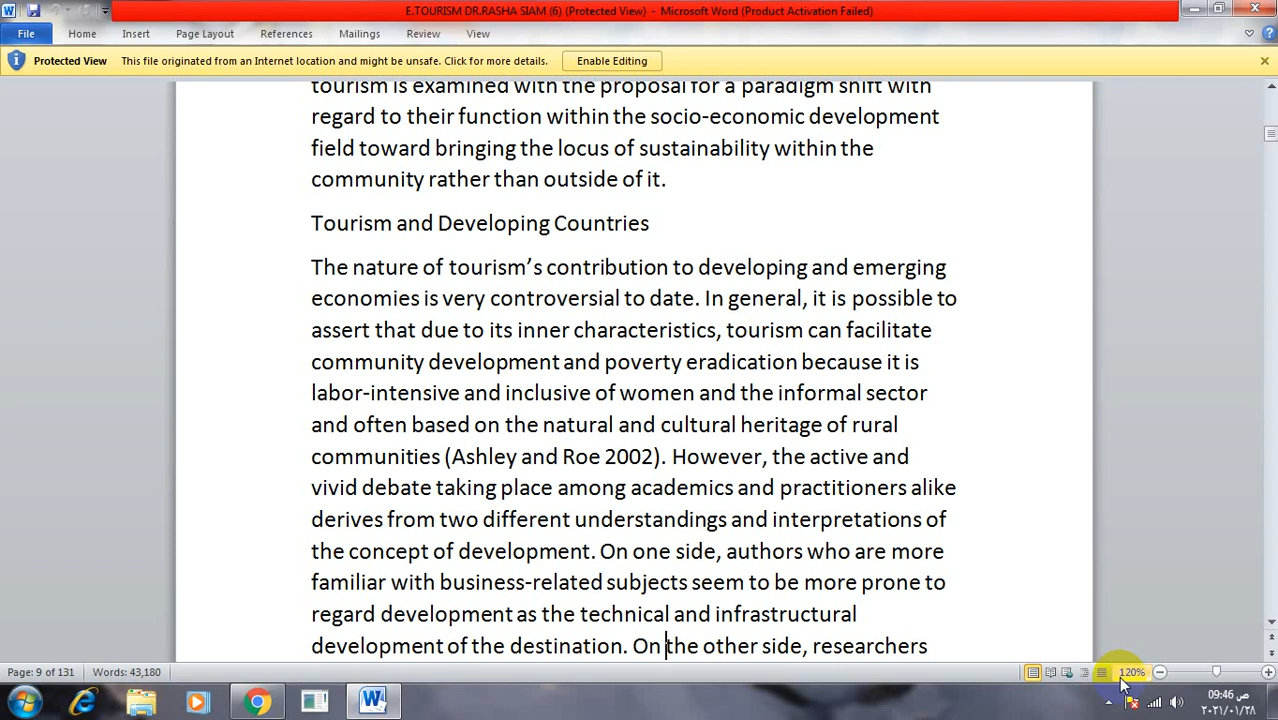 E.TOURISM DR.RASHA SIAM (6) (Protected View) - Microsoft Word (Product Activation Failed)
File Home Insert Page Layout References Mailings Review View
Protected View This file originated from an Internet location and might be unsafe. Click for more details. Enable Editing
tourism is examined with the proposal for a paradigm shift with
regard to their function within the socio-economic development
field toward bringing the locus of sustainability within the
community rather than outside of it.
Tourism and Developing Countries
The nature of tourism’s contribution to developing and emerging
economies is very controversial to date. In general, it is possible to
assert that due to its inner characteristics, tourism can facilitate
community development and poverty eradication because it is
labor-intensive and inclusive of women and the informal sector
and often based on the natural and cultural heritage of rural
communities (Ashley and Roe 2002). However, the active and
vivid debate taking place among academics and practitioners alike
derives from two different understandings and interpretations of
the concept of development. On one side, authors who are more
familiar with business-related subjects seem to be more prone to
regard development as the technical and infrastructural
development of the destination. On the other side, researchers
Page: 9 of 131 Words: 43,180 120%
09:46 ص
٢٠٢١/٠١/٢٨